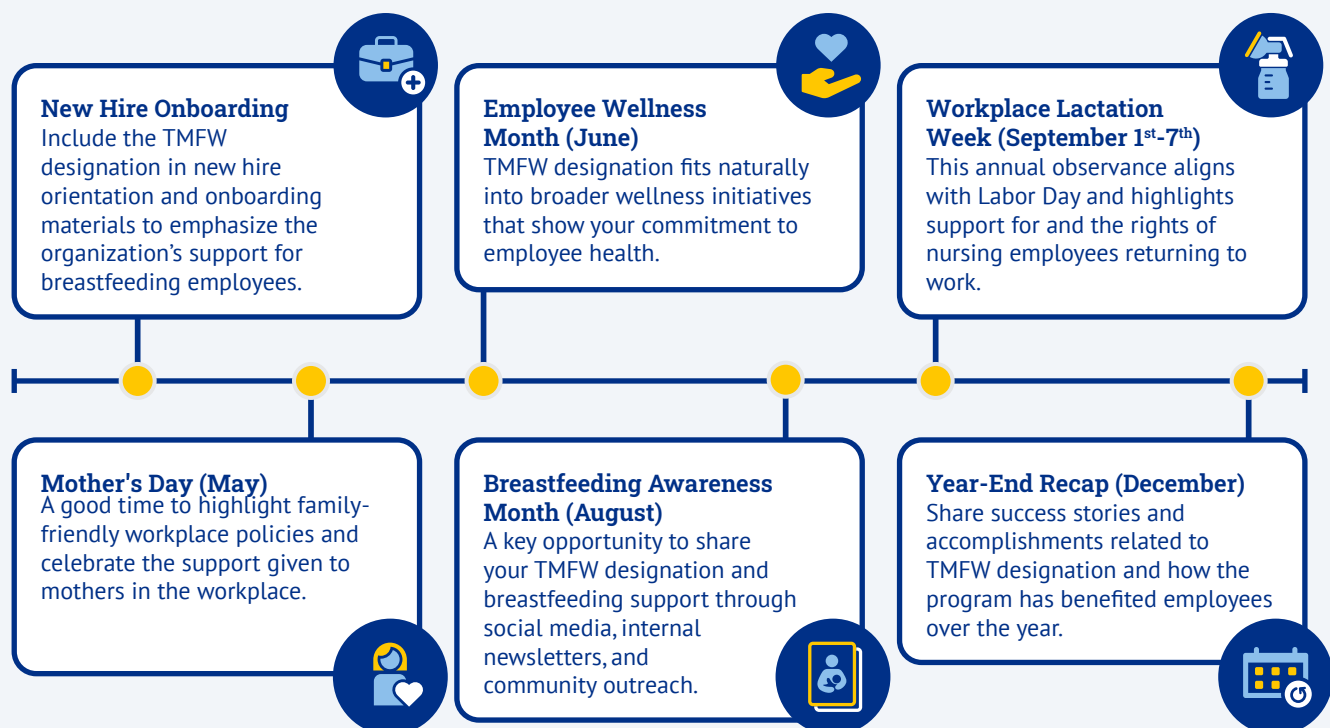 New Hire Onboarding
Include the TMFW
designation in new hire
orientation and onboarding
materials to emphasize the
organization’s support for
breastfeeding employees.
Employee Wellness
Month (June)
TMFW designation fits naturally
into broader wellness initiatives
that show your commitment to
employee health.
Workplace Lactation
Week (September 1st-7th)
This annual observance aligns
with Labor Day and highlights
support for and the rights of
nursing employees returning to
work.
Mother's Day (May)
A good time to highlight family-
friendly workplace policies and
celebrate the support given to
mothers in the workplace.
Breastfeeding Awareness
Month (August)
A key opportunity to share
your TMFW designation and
breastfeeding support through
social media, internal
newsletters, and
community outreach.
Year-End Recap (December)
Share success stories and
accomplishments related to
TMFW designation and how the
program has benefited employees
over the year.